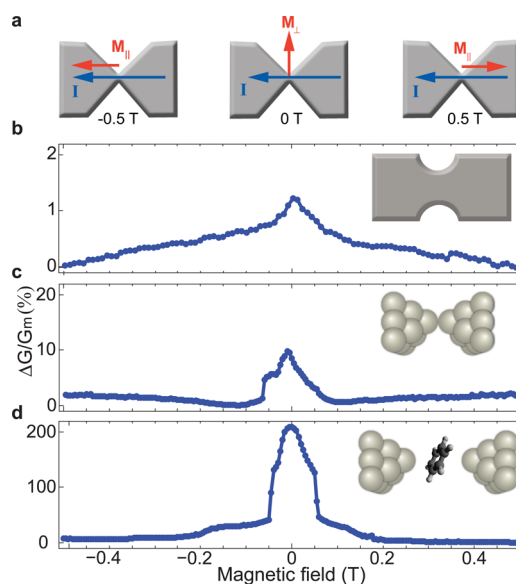 a
M∥ M⊥ M∥
I I I
-0.5 T 0 T 0.5 T
b
2
1
0
c
20
10
0
ΔG/Gm (%)
d
200
100
0
−0.4 −0.2 0 0.2 0.4
Magnetic field (T)